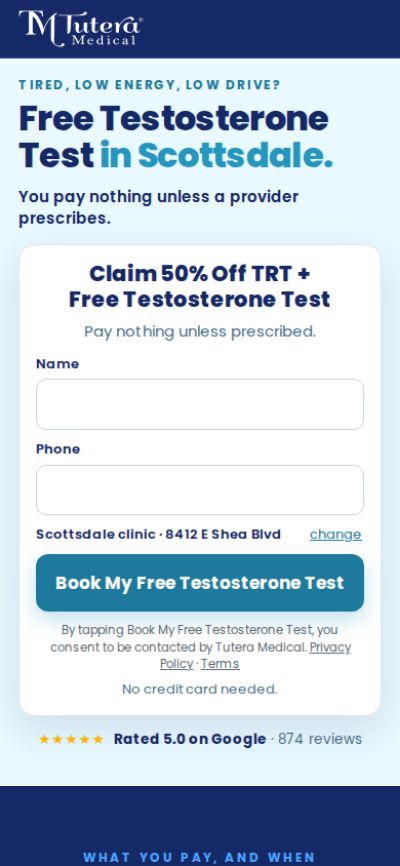 Tutera®
Medical
TIRED, LOW ENERGY, LOW DRIVE?
Free Testosterone
Test in Scottsdale.
You pay nothing unless a provider
prescribes.
Claim 50% Off TRT +
Free Testosterone Test
Pay nothing unless prescribed.
Name
Phone
Scottsdale clinic · 8412 E Shea Blvd change
Book My Free Testosterone Test
By tapping Book My Free Testosterone Test, you
consent to be contacted by Tutera Medical. Privacy
Policy · Terms
No credit card needed.
★★★★★ Rated 5.0 on Google · 874 reviews
WHAT YOU PAY, AND WHEN